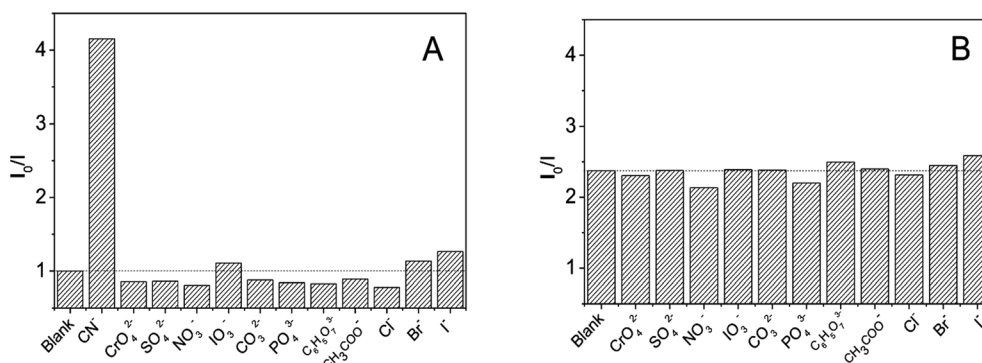 A
4
3
2
1
I₀/I
Blank
CN⁻
CrO₄²⁻
SO₄²⁻
NO₃⁻
IO₃⁻
CO₃²⁻
PO₄³⁻
C₆H₅O₇³⁻
CH₃COO⁻
Cl⁻
Br⁻
I⁻
B
4
3
2
1
I₀/I
Blank
CrO₄²⁻
SO₄²⁻
NO₃⁻
IO₃⁻
CO₃²⁻
PO₄³⁻
C₆H₅O₇³⁻
CH₃COO⁻
Cl⁻
Br⁻
I⁻